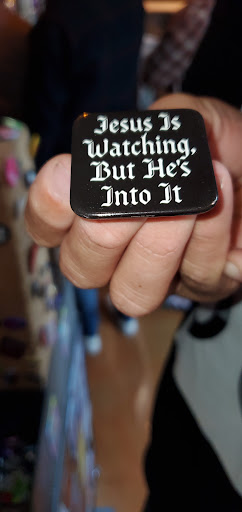 Jesus Is
Watching,
But He's
Into It